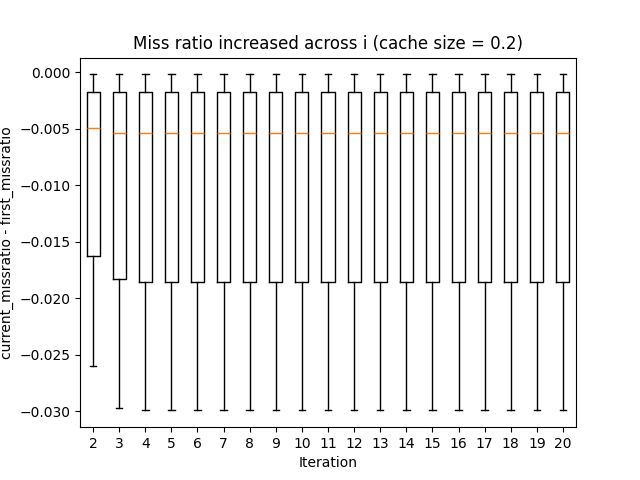 Miss ratio increased across i (cache size = 0.2)
current_missratio - first_missratio
0.000
−0.005
−0.010
−0.015
−0.020
−0.025
−0.030
2 3 4 5 6 7 8 9 10 11 12 13 14 15 16 17 18 19 20
Iteration